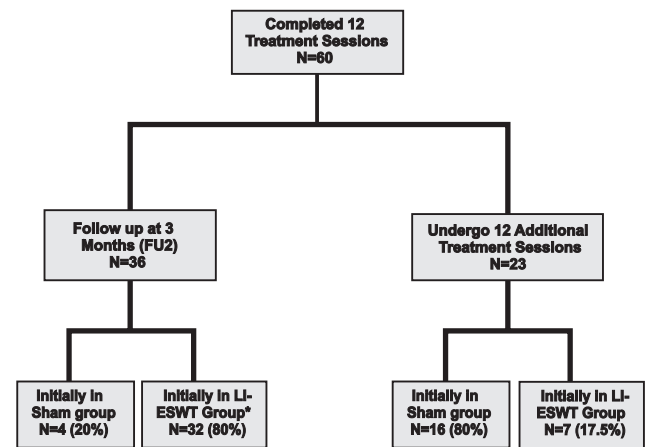 Completed 12
Treatment Sessions
N=60
Follow up at 3
Months (FU2)
N=36
Undergo 12 Additional
Treatment Sessions
N=23
Initially in
Sham group
N=4 (20%)
Initially in LI-
ESWT Group*
N=32 (80%)
Initially in
Sham group
N=16 (80%)
Initially in LI-
ESWT Group
N=7 (17.5%)